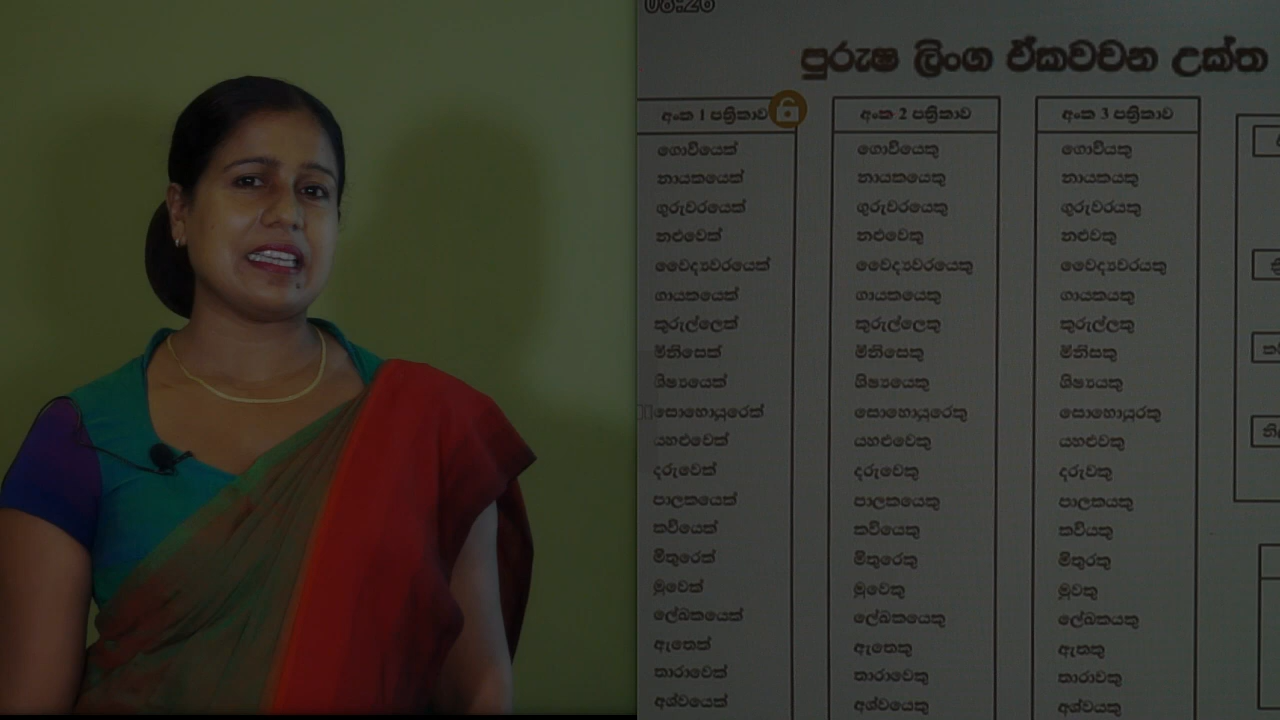 08:26
පුරුෂ ලිංග ඒකවචන උක්ත
අංක 1 පත්‍රිකාව
ගොවියෙක්
නායකයෙක්
ගුරුවරයෙක්
නළුවෙක්
වෛද්‍යවරයෙක්
ගායකයෙක්
කුරුල්ලෙක්
මිනිසෙක්
ශිෂ්‍යයෙක්
සොහොයුරෙක්
යහළුවෙක්
දරුවෙක්
පාලකයෙක්
කවියෙක්
මිතුරෙක්
මූවෙක්
ලේඛකයෙක්
ඇතෙක්
තාරාවෙක්
අශ්වයෙක්
අංක 2 පත්‍රිකාව
ගොවියෙකු
නායකයෙකු
ගුරුවරයෙකු
නළුවෙකු
වෛද්‍යවරයෙකු
ගායකයෙකු
කුරුල්ලෙකු
මිනිසෙකු
ශිෂ්‍යයෙකු
සොහොයුරෙකු
යහළුවෙකු
දරුවෙකු
පාලකයෙකු
කවියෙකු
මිතුරෙකු
මූවෙකු
ලේඛකයෙකු
ඇතෙකු
තාරාවෙකු
අශ්වයෙකු
අංක 3 පත්‍රිකාව
ගොවියකු
නායකයකු
ගුරුවරයකු
නළුවකු
වෛද්‍යවරයකු
ගායකයකු
කුරුල්ලකු
මිනිසකු
ශිෂ්‍යයකු
සොහොයුරකු
යහළුවකු
දරුවකු
පාලකයකු
කවියකු
මිතුරකු
මූවකු
ලේඛකයකු
ඇතකු
තාරාවකු
අශ්වයකු